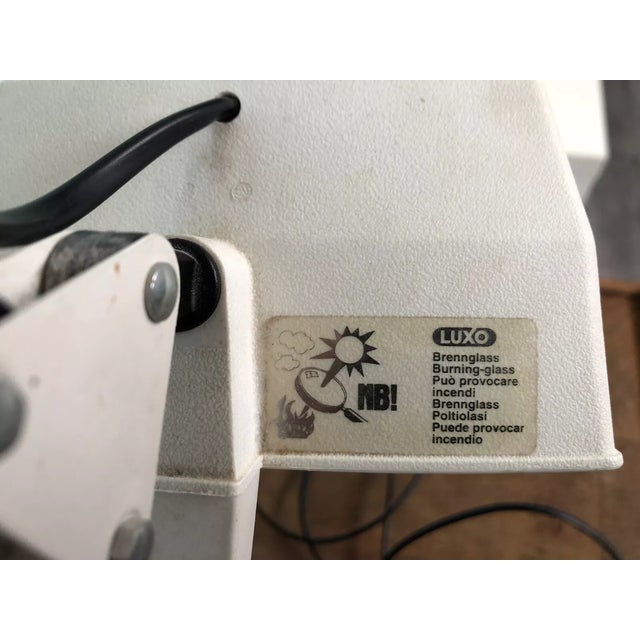 LUXO
Brennglass
Burning-glass
Può provocare
incendi
Brennglass
Poltiolasi
Puede provocar
incendio
NB!